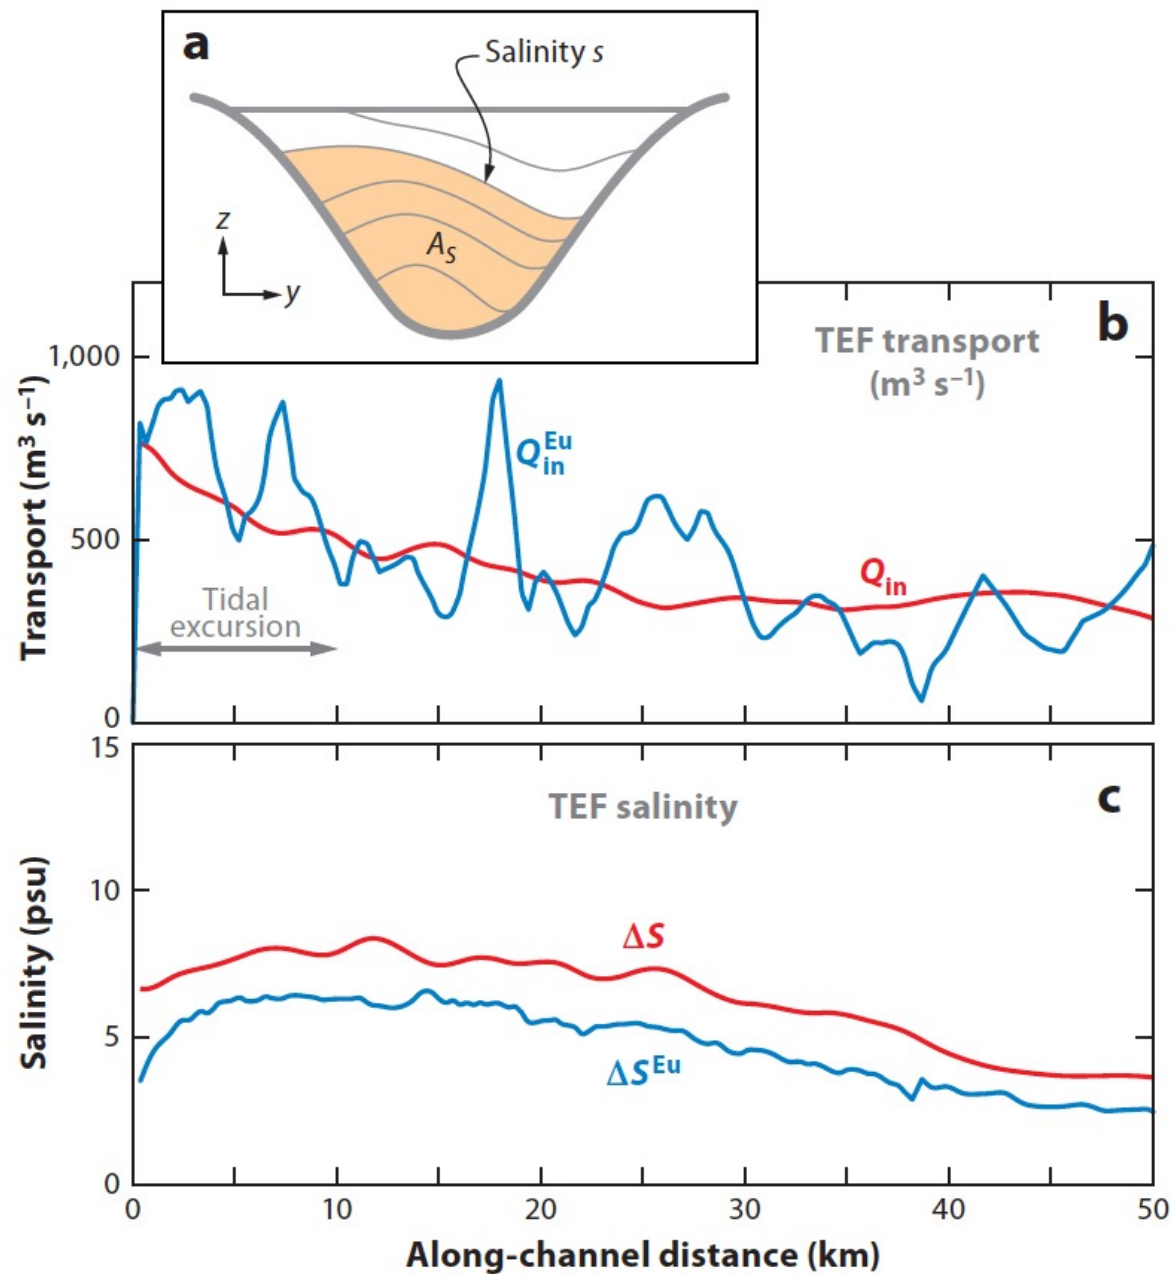 a
Salinity s
A_S
z
y
b
TEF transport
(m³ s⁻¹)
1,000
500
0
Transport (m³ s⁻¹)
Q_in^Eu
Q_in
Tidal
excursion
c
TEF salinity
15
10
5
0
Salinity (psu)
ΔS
ΔS^Eu
0 10 20 30 40 50
Along-channel distance (km)